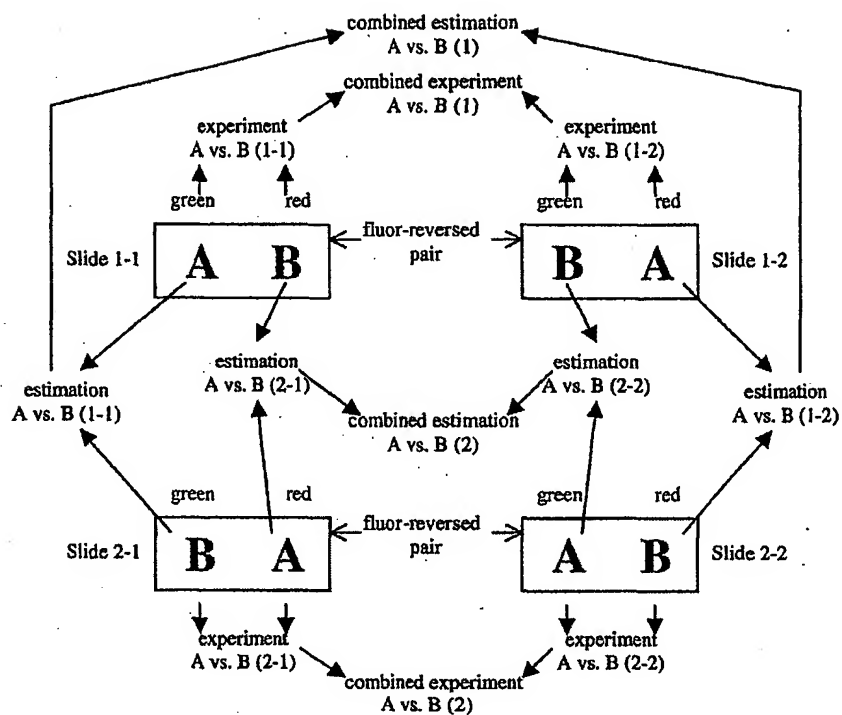 combined estimation
A vs. B (1)
combined experiment
A vs. B (1)
experiment
A vs. B (1-1)
experiment
A vs. B (1-2)
green red
green red
Slide 1-1
A B
fluor-reversed
pair
B A
Slide 1-2
estimation
A vs. B (1-1)
estimation
A vs. B (2-1)
estimation
A vs. B (2-2)
estimation
A vs. B (1-2)
combined estimation
A vs. B (2)
green red
green red
Slide 2-1
B A
fluor-reversed
pair
A B
Slide 2-2
experiment
A vs. B (2-1)
experiment
A vs. B (2-2)
combined experiment
A vs. B (2)